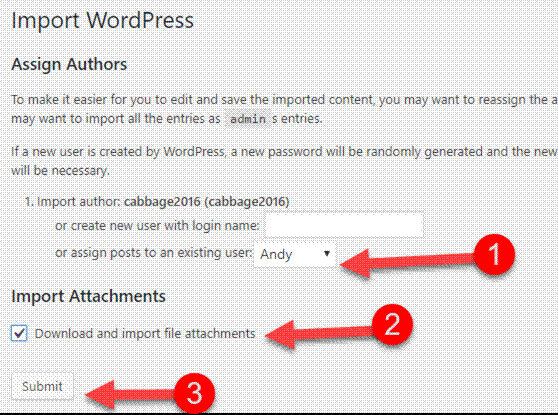 Import WordPress
Assign Authors
To make it easier for you to edit and save the imported content, you may want to reassign the a
may want to import all the entries as admin s entries.
If a new user is created by WordPress, a new password will be randomly generated and the new
will be necessary.
1. Import author: cabbage2016 (cabbage2016)
or create new user with login name:
or assign posts to an existing user: Andy
1
Import Attachments
Download and import file attachments
2
Submit
3